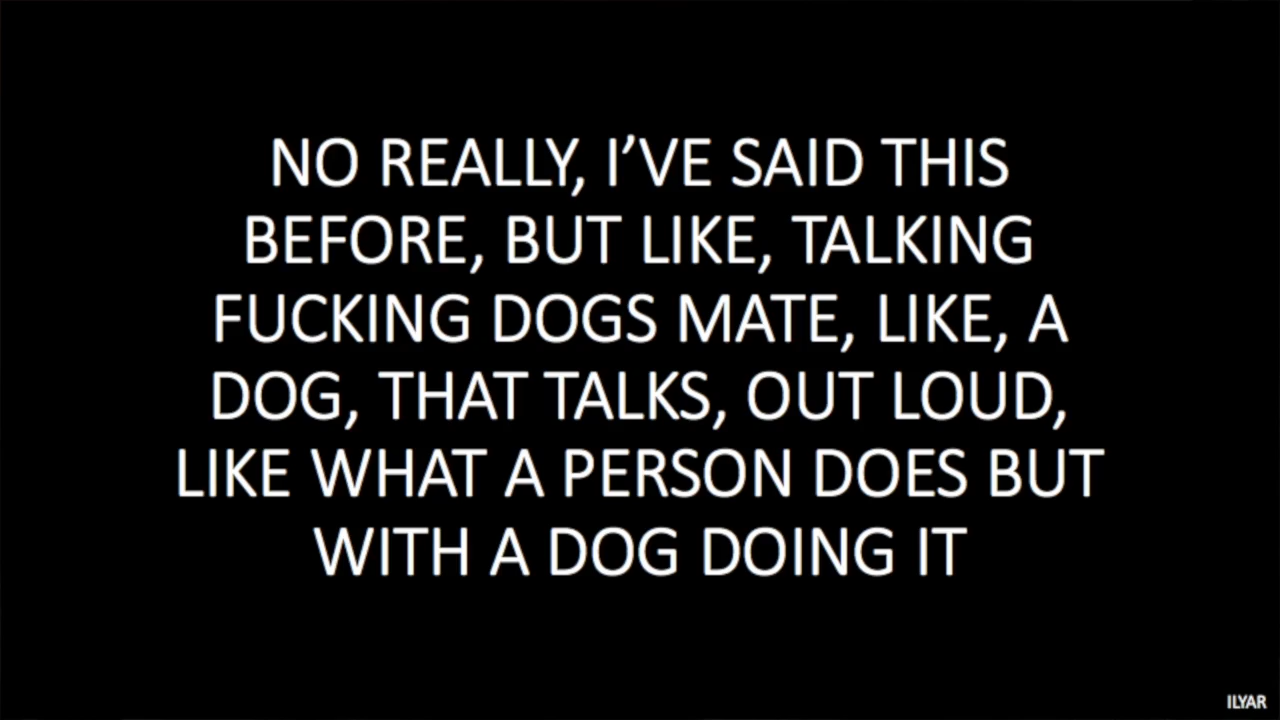 NO REALLY, I’VE SAID THIS
BEFORE, BUT LIKE, TALKING
FUCKING DOGS MATE, LIKE, A
DOG, THAT TALKS, OUT LOUD,
LIKE WHAT A PERSON DOES BUT
WITH A DOG DOING IT
ILYAR